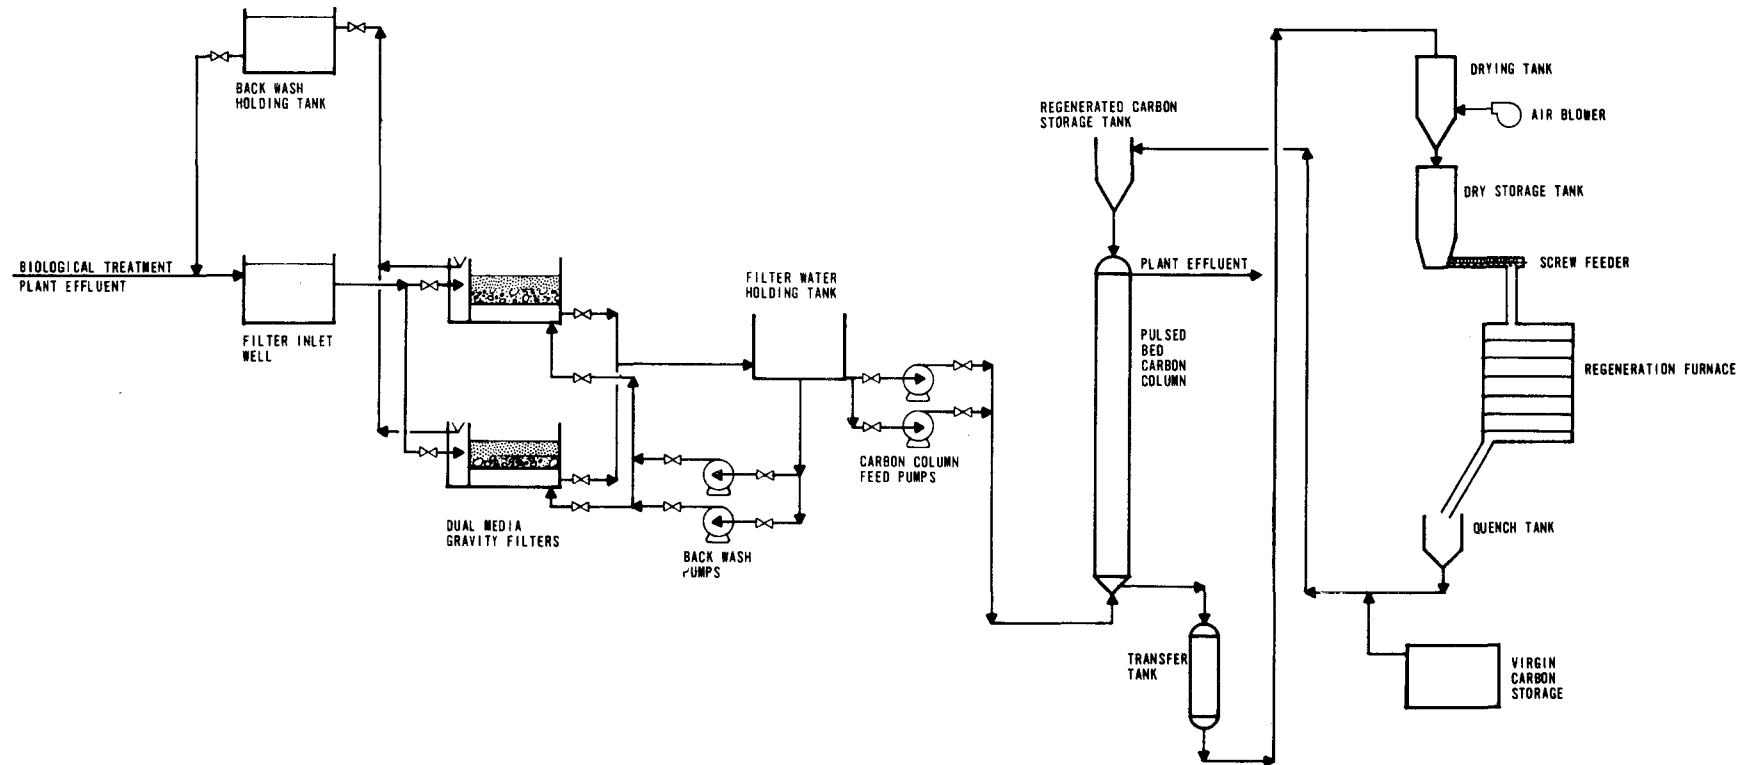 BACK WASH
HOLDING TANK
BIOLOGICAL TREATMENT
PLANT EFFLUENT
FILTER INLET
WELL
DUAL MEDIA
GRAVITY FILTERS
BACK WASH
PUMPS
FILTER WATER
HOLDING TANK
CARBON COLUMN
FEED PUMPS
REGENERATED CARBON
STORAGE TANK
PLANT EFFLUENT
PULSED
BED
CARBON
COLUMN
TRANSFER
TANK
DRYING TANK
AIR BLOWER
DRY STORAGE TANK
SCREW FEEDER
REGENERATION FURNACE
QUENCH TANK
VIRGIN
CARBON
STORAGE